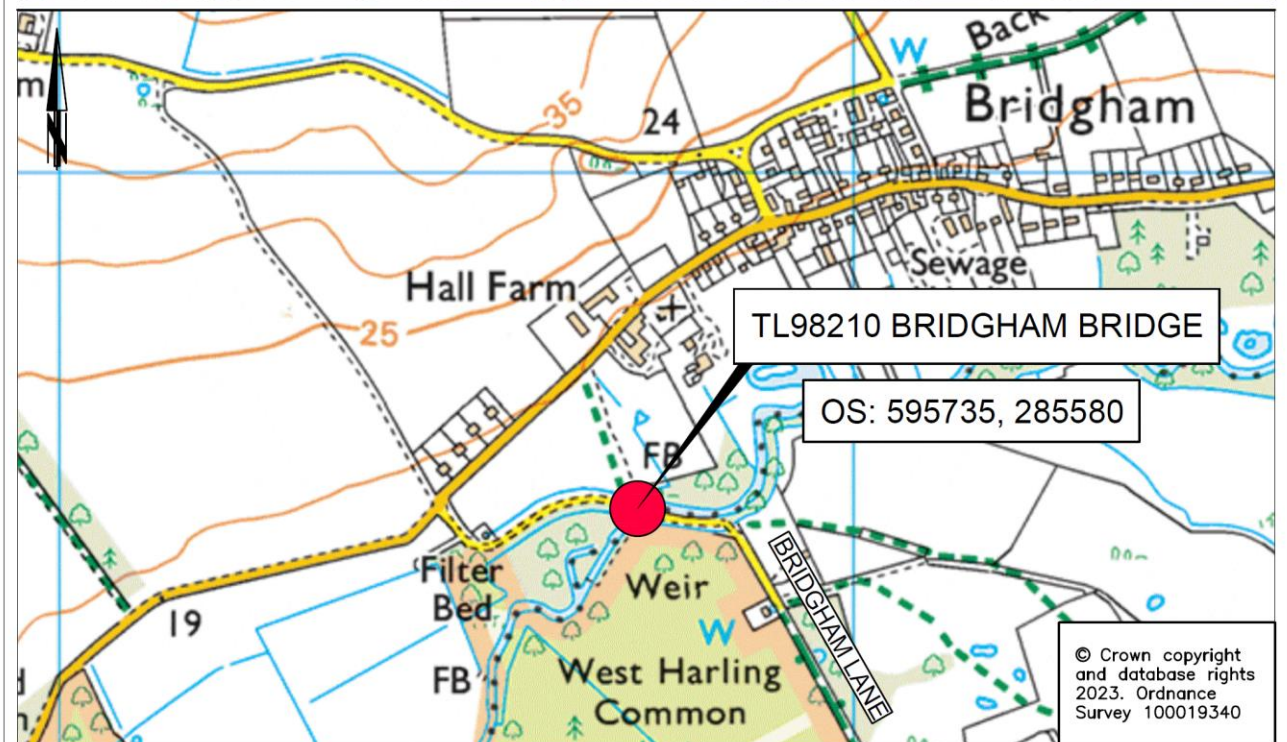 N
m
35
24
W
Back
Bridgham
Hall Farm
Sewage
25
TL98210 BRIDGHAM BRIDGE
OS: 595735, 285580
FB
Filter
Bed
Weir
BRIDGHAM LANE
19
W
FB
West Harling
Common
© Crown copyright
and database rights
2023. Ordnance
Survey 100019340